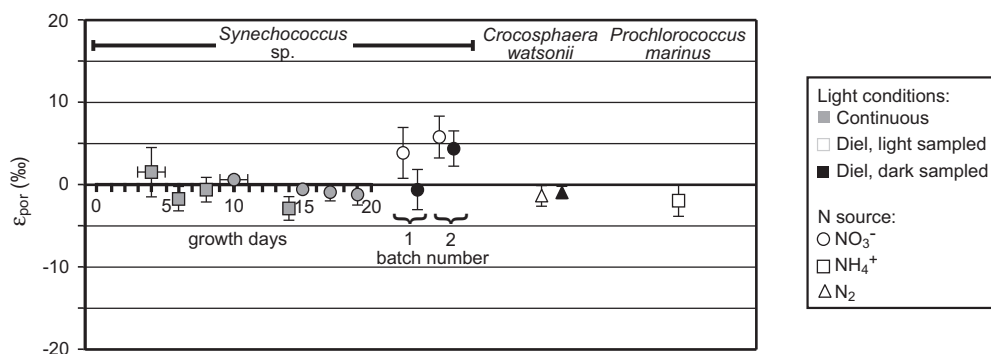 20
10
0
-10
-20
εpor (‰)
Synechococcus
sp.
Crocosphaera
watsonii
Prochlorococcus
marinus
0 5 10 15 20
growth days
1 2
batch number
Light conditions:
Continuous
Diel, light sampled
Diel, dark sampled
N source:
NO₃⁻
NH₄⁺
N₂